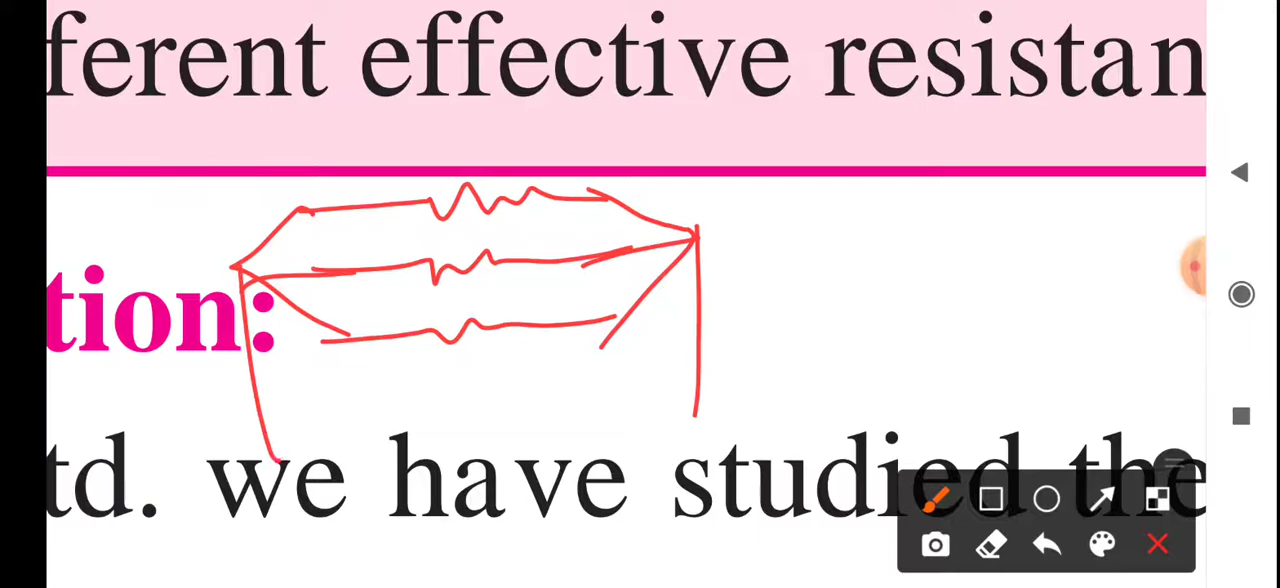 ferent effective resistan
tion:
td. we have studied the